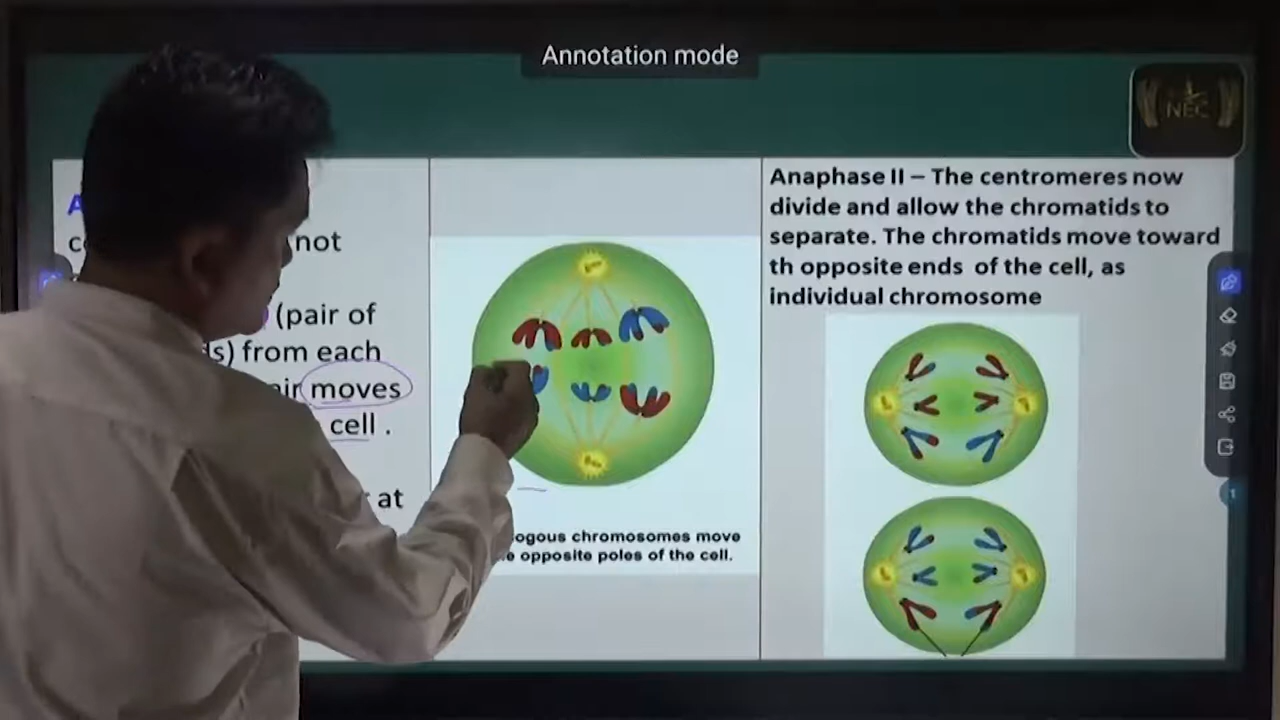 Annotation mode
NEC
not
(pair of
from each
moves
cell .
at
chromosomes move
opposite poles of the cell.
Anaphase II – The centromeres now
divide and allow the chromatids to
separate. The chromatids move toward
th opposite ends of the cell, as
individual chromosome
1